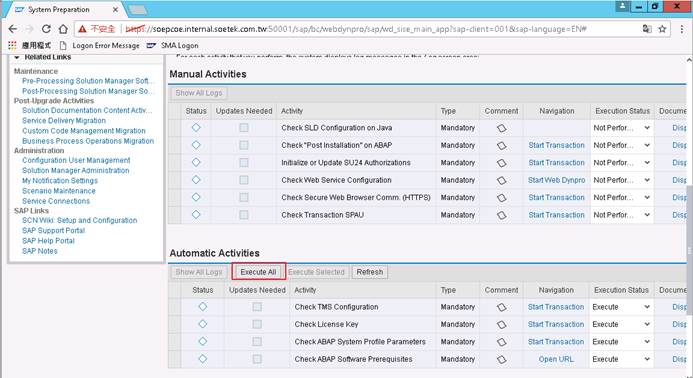 System Preparation
不安全
https://soepcoe.internal.soetek.com.tw:50001/sap/bc/webdynpro/sap/wd_sise_main_app?sap-client=001&sap-language=EN#
應用程式 Logon Error Message SMA Logon
Related Links
Maintenance
Pre-Processing Solution Manager Soft...
Post-Processing Solution Manager Sof...
Post-Upgrade Activities
Solution Documentation Content Activ...
Service Delivery Migration
Custom Code Management Migration
Business Process Operations Migration
Administration
Configuration User Management
Solution Manager Administration
My Notification Settings
Scenario Maintenance
Service Connections
SAP Links
SCN Wiki: Setup and Configuration
SAP Support Portal
SAP Help Portal
SAP Notes
Manual Activities
Show All Logs
Status Updates Needed Activity Type Comment Navigation Execution Status Docume
Check SLD Configuration on Java Mandatory Not Perfor... Disp
Check "Post Installation" on ABAP Mandatory Start Transaction Not Perfor... Disp
Initialize or Update SU24 Authorizations Mandatory Start Transaction Not Perfor... Disp
Check Web Service Configuration Mandatory Start Web Dynpro Not Perfor... Disp
Check Secure Web Browser Comm. (HTTPS) Mandatory Start Transaction Not Perfor... Disp
Check Transaction SPAU Mandatory Start Transaction Not Perfor... Disp
Automatic Activities
Show All Logs Execute All Execute Selected Refresh
Status Updates Needed Activity Type Comment Navigation Execution Status Docume
Check TMS Configuration Mandatory Start Transaction Execute Disp
Check License Key Mandatory Start Transaction Execute Disp
Check ABAP System Profile Parameters Mandatory Start Transaction Execute Disp
Check ABAP Software Prerequisites Mandatory Open URL Execute Disp